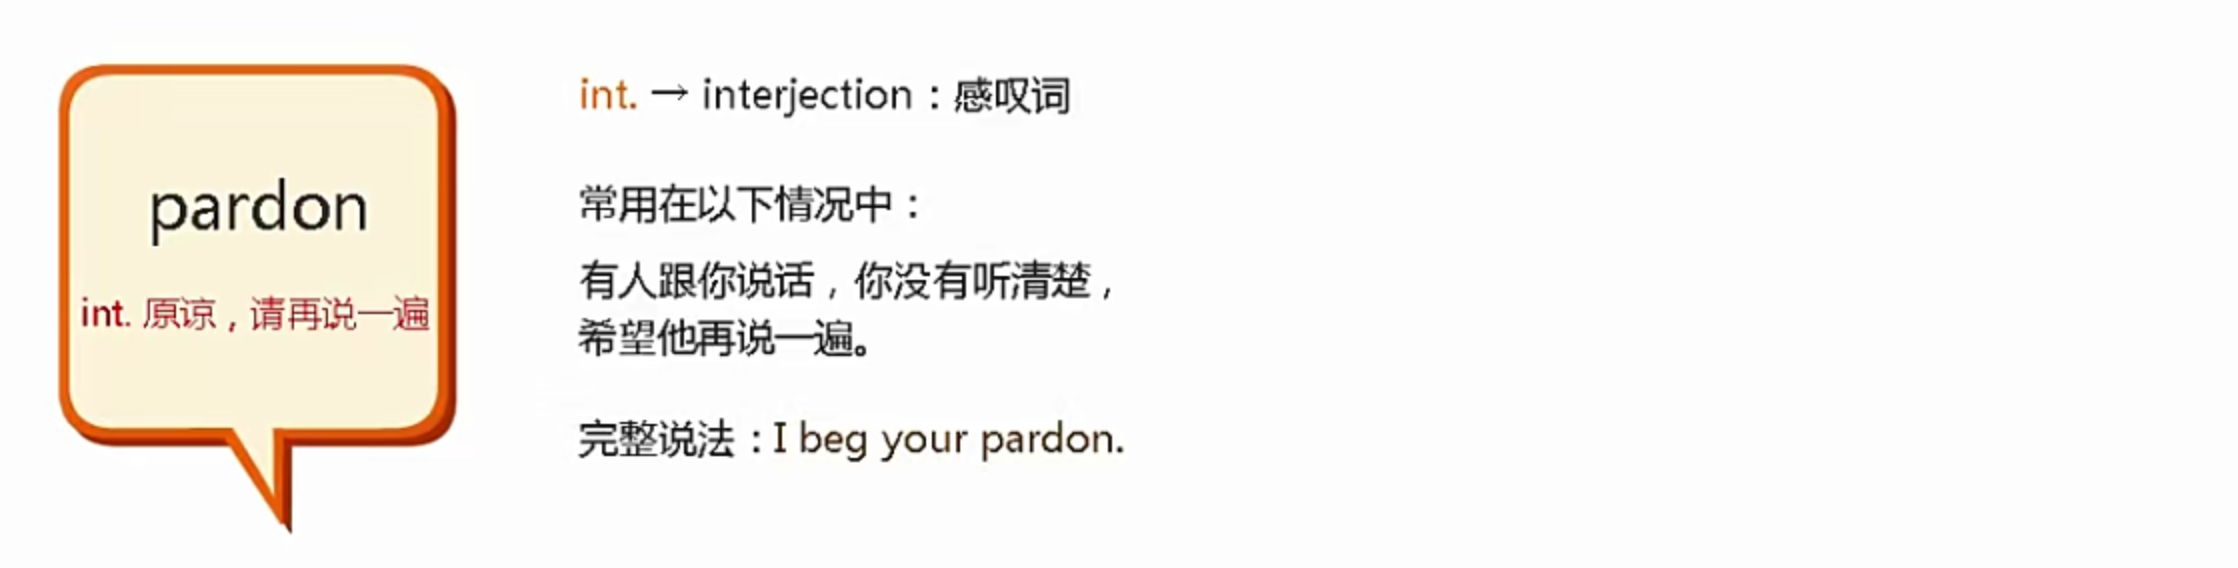 pardon
int. 原谅，请再说一遍
int. → interjection：感叹词
常用在以下情况中：
有人跟你说话，你没有听清楚，
希望他再说一遍。
完整说法：I beg your pardon.